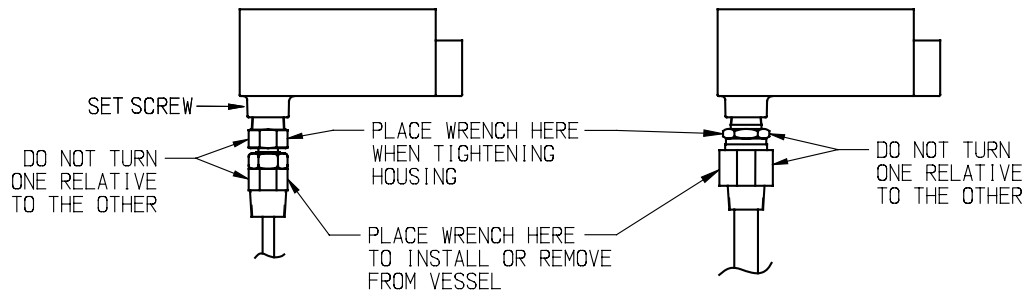 SET SCREW
DO NOT TURN
ONE RELATIVE
TO THE OTHER
PLACE WRENCH HERE
WHEN TIGHTENING
HOUSING
PLACE WRENCH HERE
TO INSTALL OR REMOVE
FROM VESSEL
DO NOT TURN
ONE RELATIVE
TO THE OTHER